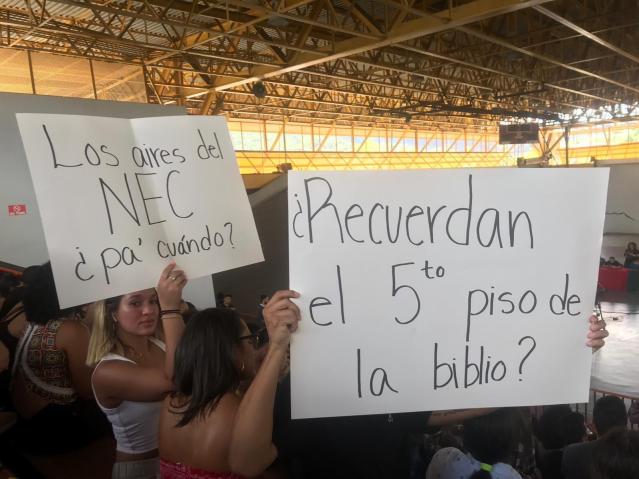 Los aires del
NEC
¿pa' cuándo?
¿Recuerdan
el 5to piso de
la biblio?